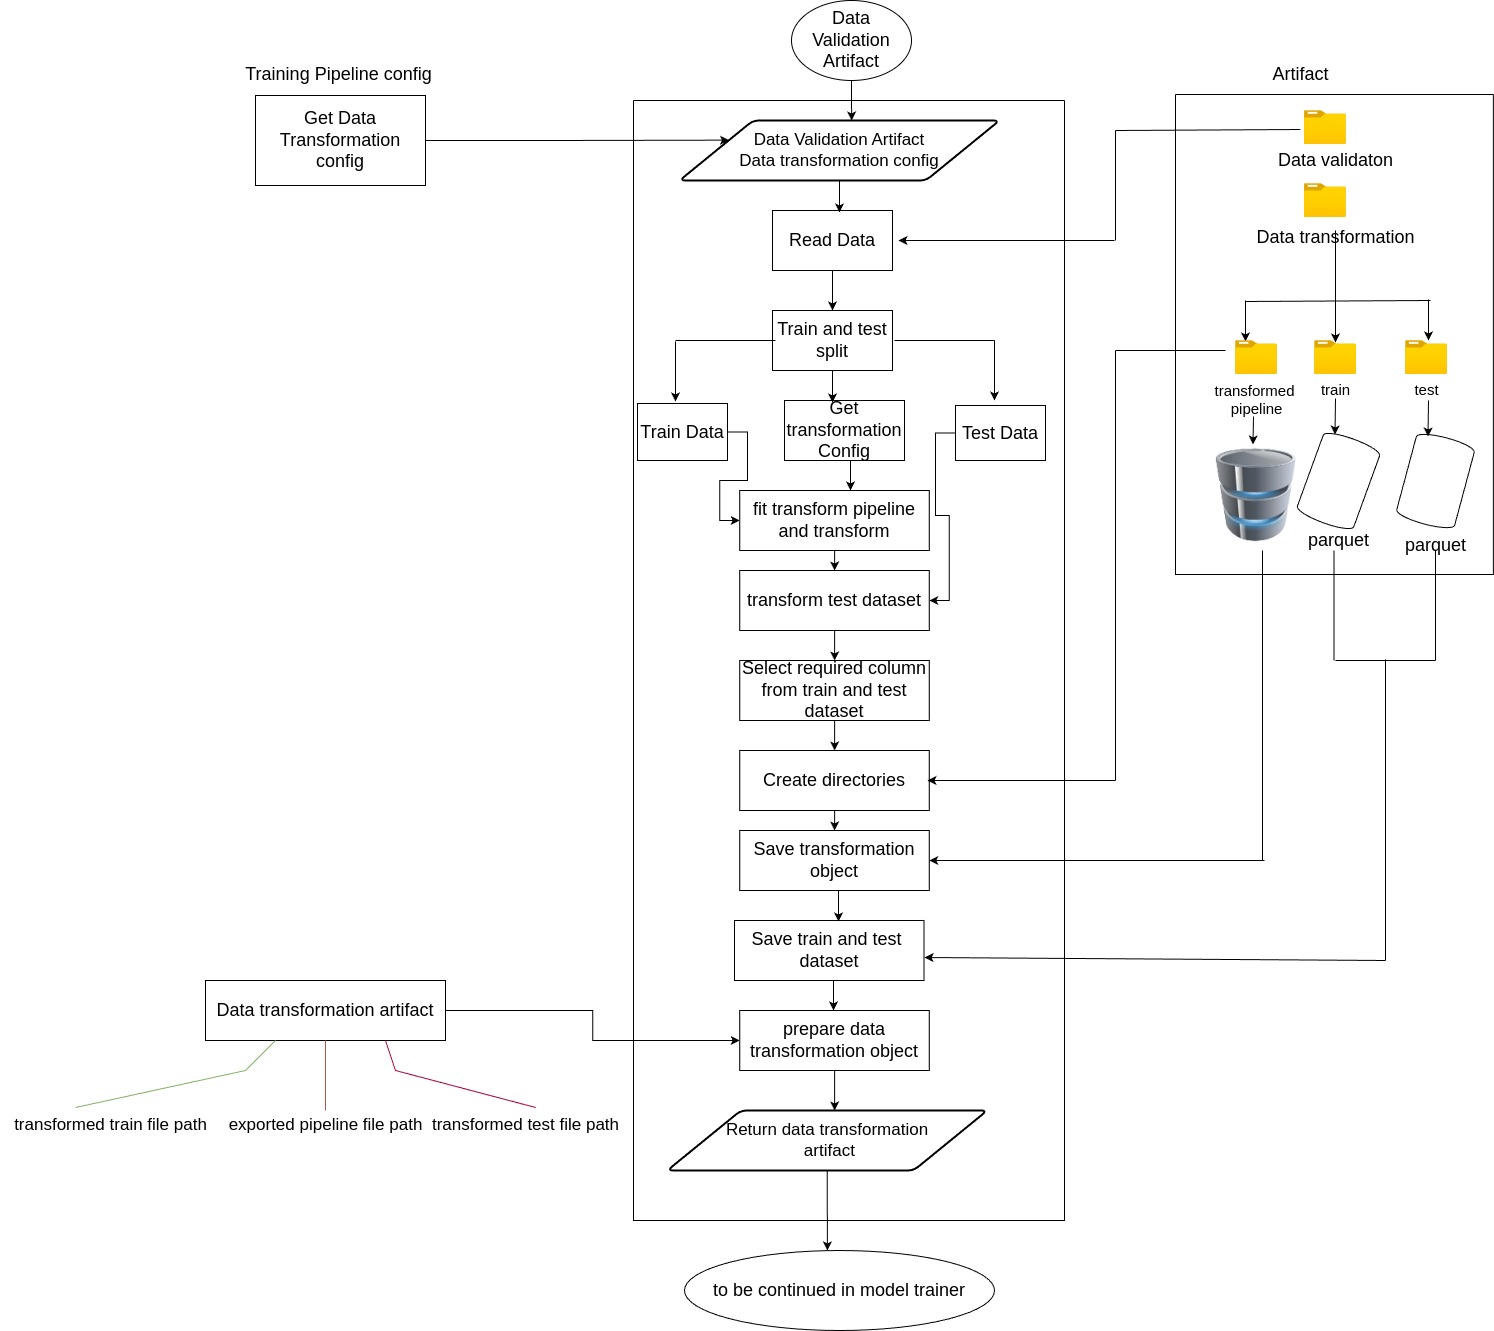 Data
Validation
Artifact
Training Pipeline config
Get Data
Transformation
config
Data Validation Artifact
Data transformation config
Read Data
Train and test
split
Train Data
Get
transformation
Config
Test Data
fit transform pipeline
and transform
transform test dataset
Select required column
from train and test
dataset
Create directories
Save transformation
object
Save train and test
dataset
prepare data
transformation object
Return data transformation
artifact
to be continued in model trainer
Artifact
Data validaton
Data transformation
transformed
pipeline
train
test
parquet
parquet
Data transformation artifact
transformed train file path
exported pipeline file path
transformed test file path